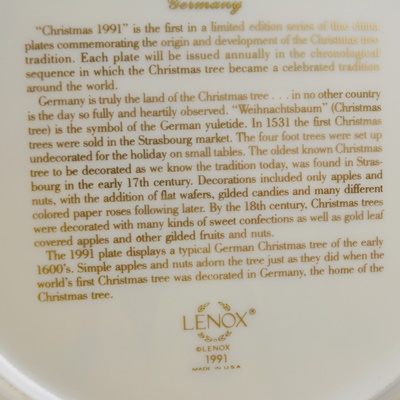 Germany
"Christmas 1991" is the first in a limited edition series of fine china
plates commemorating the origin and development of the Christmas tree
tradition. Each plate will be issued annually in the chronological
sequence in which the Christmas tree became a celebrated tradition
around the world.
Germany is truly the land of the Christmas tree . . . in no other country
is the day so fully and heartily observed. "Weihnachtsbaum" (Christmas
tree) is the symbol of the German yuletide. In 1531 the first Christmas
trees were sold in the Strasbourg market. The four foot trees were set up
undecorated for the holiday on small tables. The oldest known Christmas
tree to be decorated as we know the tradition today, was found in Stras-
bourg in the early 17th century. Decorations included only apples and
nuts, with the addition of flat wafers, gilded candies and many different
colored paper roses following later. By the 18th century, Christmas trees
were decorated with many kinds of sweet confections as well as gold leaf
covered apples and other gilded fruits and nuts.
The 1991 plate displays a typical German Christmas tree of the early
1600's. Simple apples and nuts adorn the tree just as they did when the
world's first Christmas tree was decorated in Germany, the home of the
Christmas tree.
LENOX®
©LENOX
1991
MADE IN U.S.A.